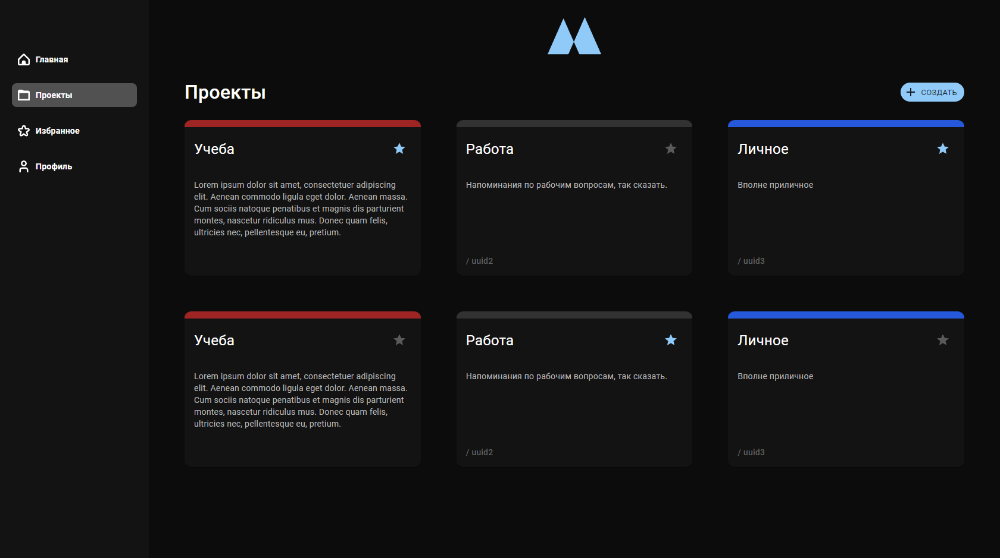 Главная
Проекты
Избранное
Профиль
Проекты
СОЗДАТЬ
Учеба
Lorem ipsum dolor sit amet, consectetuer adipiscing
elit. Aenean commodo ligula eget dolor. Aenean massa.
Cum sociis natoque penatibus et magnis dis parturient
montes, nascetur ridiculus mus. Donec quam felis,
ultricies nec, pellentesque eu, pretium.
Работа
Напоминания по рабочим вопросам, так сказать.
/ uuid2
Личное
Вполне приличное
/ uuid3
Учеба
Lorem ipsum dolor sit amet, consectetuer adipiscing
elit. Aenean commodo ligula eget dolor. Aenean massa.
Cum sociis natoque penatibus et magnis dis parturient
montes, nascetur ridiculus mus. Donec quam felis,
ultricies nec, pellentesque eu, pretium.
Работа
Напоминания по рабочим вопросам, так сказать.
/ uuid2
Личное
Вполне приличное
/ uuid3